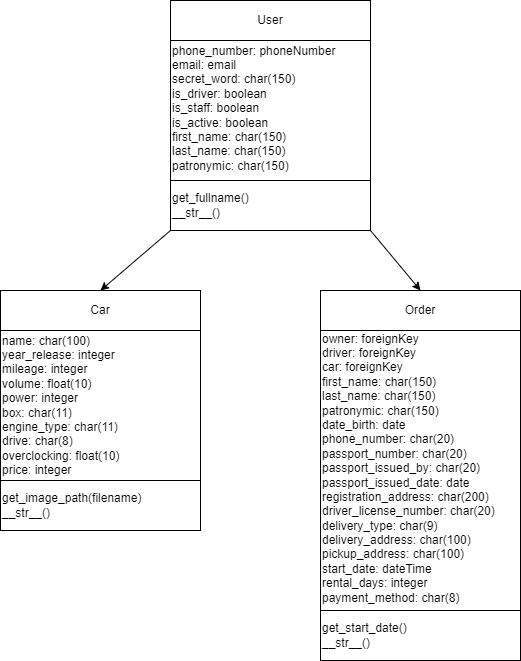 User
phone_number: phoneNumber
email: email
secret_word: char(150)
is_driver: boolean
is_staff: boolean
is_active: boolean
first_name: char(150)
last_name: char(150)
patronymic: char(150)
get_fullname()
__str__()
Car
name: char(100)
year_release: integer
mileage: integer
volume: float(10)
power: integer
box: char(11)
engine_type: char(11)
drive: char(8)
overclocking: float(10)
price: integer
get_image_path(filename)
__str__()
Order
owner: foreignKey
driver: foreignKey
car: foreignKey
first_name: char(150)
last_name: char(150)
patronymic: char(150)
date_birth: date
phone_number: char(20)
passport_number: char(20)
passport_issued_by: char(20)
passport_issued_date: date
registration_address: char(200)
driver_license_number: char(20)
delivery_type: char(9)
delivery_address: char(100)
pickup_address: char(100)
start_date: dateTime
rental_days: integer
payment_method: char(8)
get_start_date()
__str__()